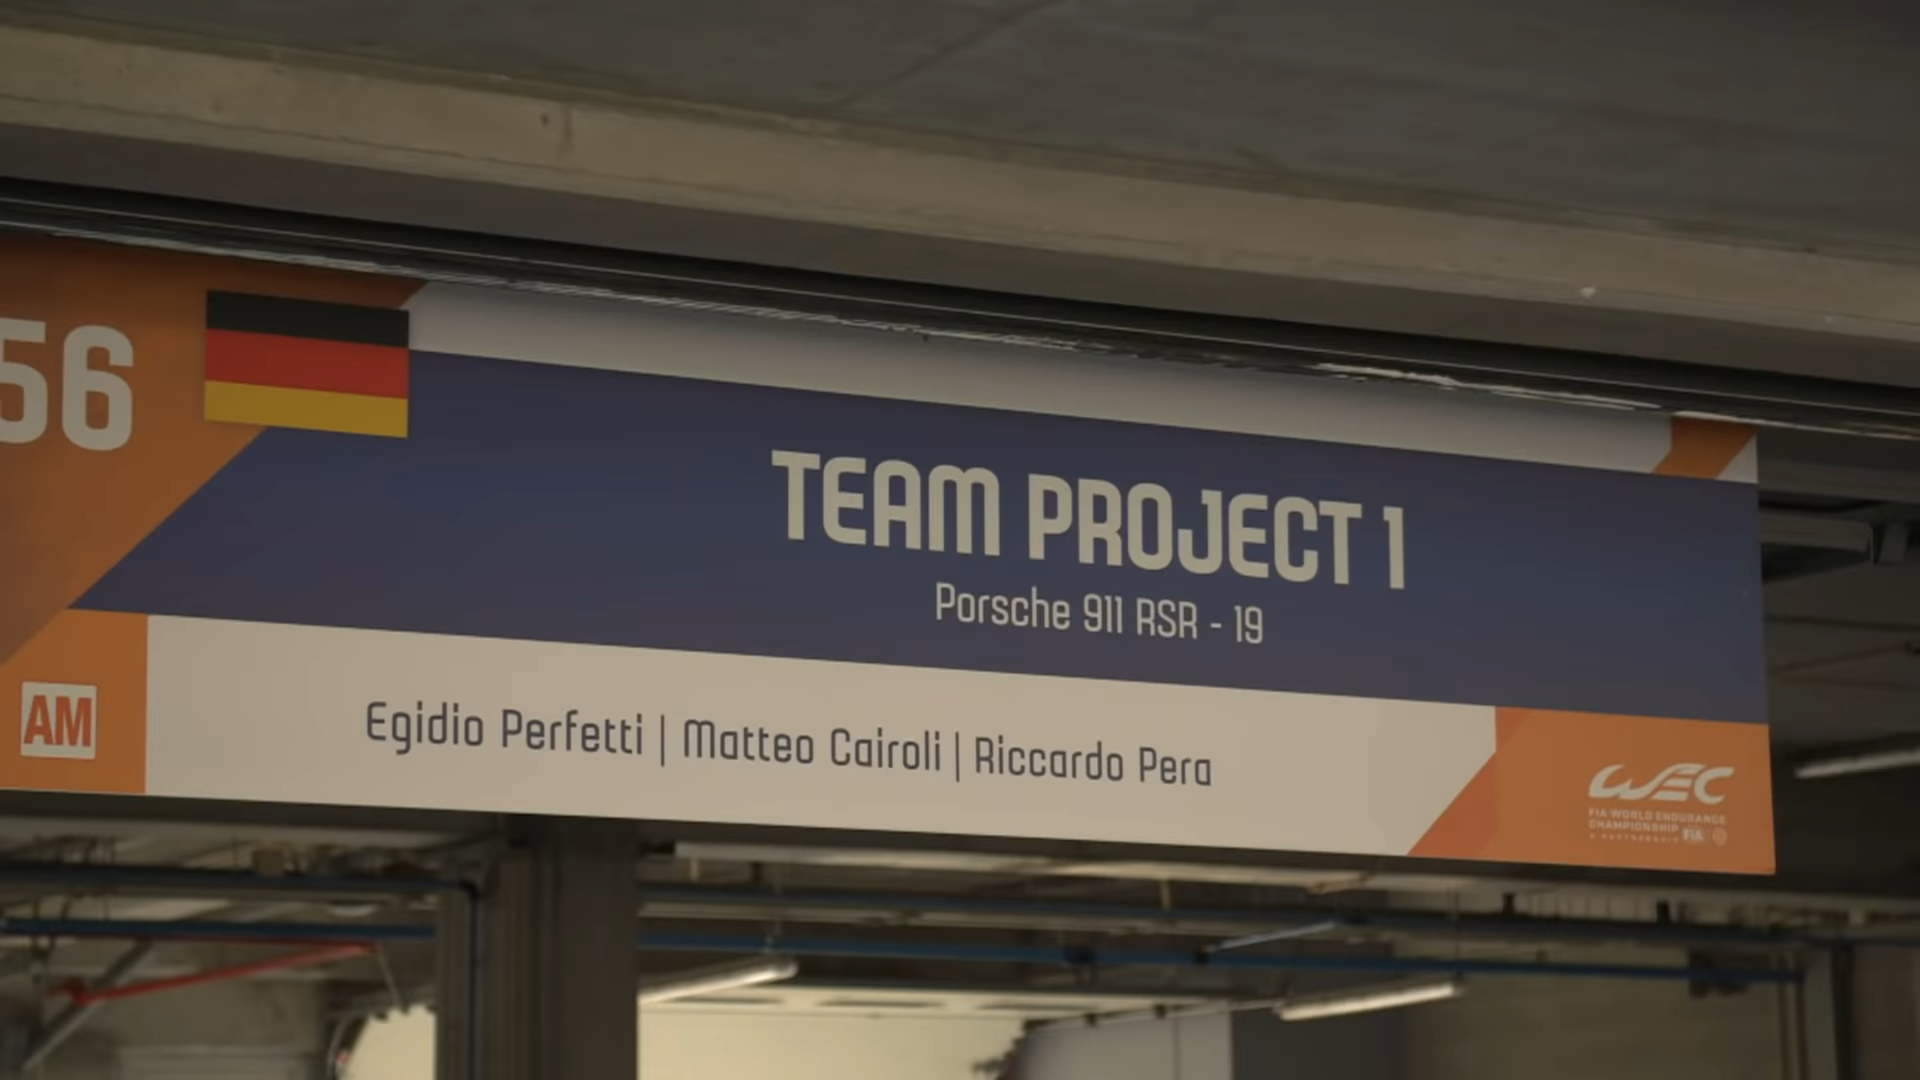 56
TEAM PROJECT 1
Porsche 911 RSR - 19
AM
Egidio Perfetti | Matteo Cairoli | Riccardo Pera
WEC
FIA WORLD ENDURANCE
CHAMPIONSHIP FIA